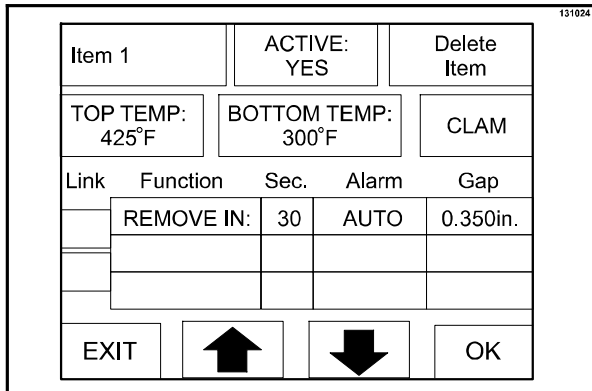 131024
Item 1
ACTIVE:
YES
Delete
Item
TOP TEMP:
425°F
BOTTOM TEMP:
300°F
CLAM
Link Function Sec. Alarm Gap
REMOVE IN: 30 AUTO 0.350in.
EXIT OK